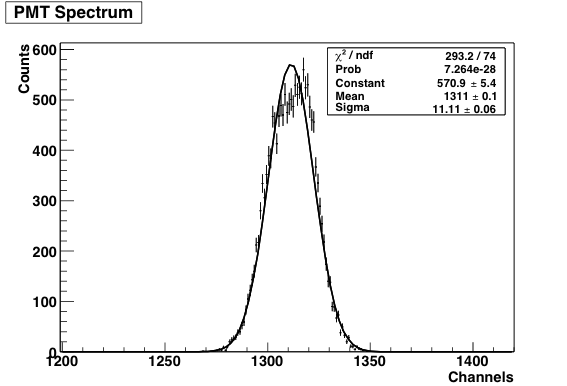 PMT Spectrum
Counts
600
500
400
300
200
100
0
χ² / ndf 293.2 / 74
Prob 7.264e-28
Constant 570.9 ± 5.4
Mean 1311 ± 0.1
Sigma 11.11 ± 0.06
1200 1250 1300 1350 1400
Channels